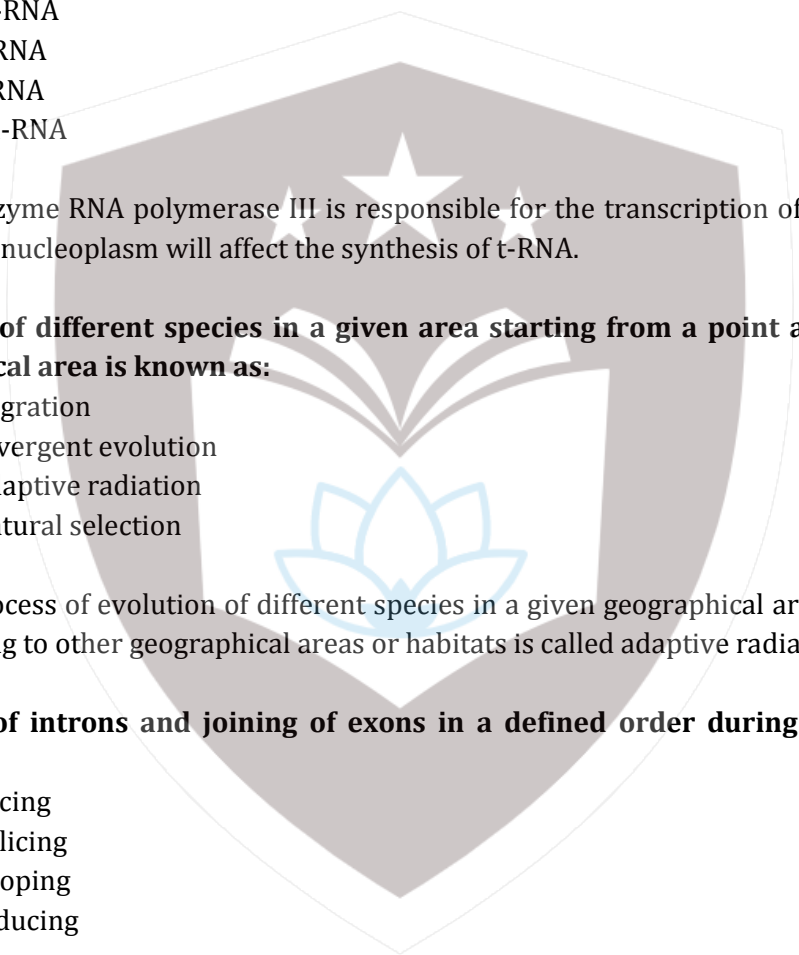 -RNA
RNA
RNA
-RNA
zyme RNA polymerase III is responsible for the transcription of
nucleoplasm will affect the synthesis of t-RNA.
of different species in a given area starting from a point a
cal area is known as:
gration
vergent evolution
aptive radiation
tural selection
ocess of evolution of different species in a given geographical ar
g to other geographical areas or habitats is called adaptive radia
of introns and joining of exons in a defined order during
cing
licing
oping
ducing